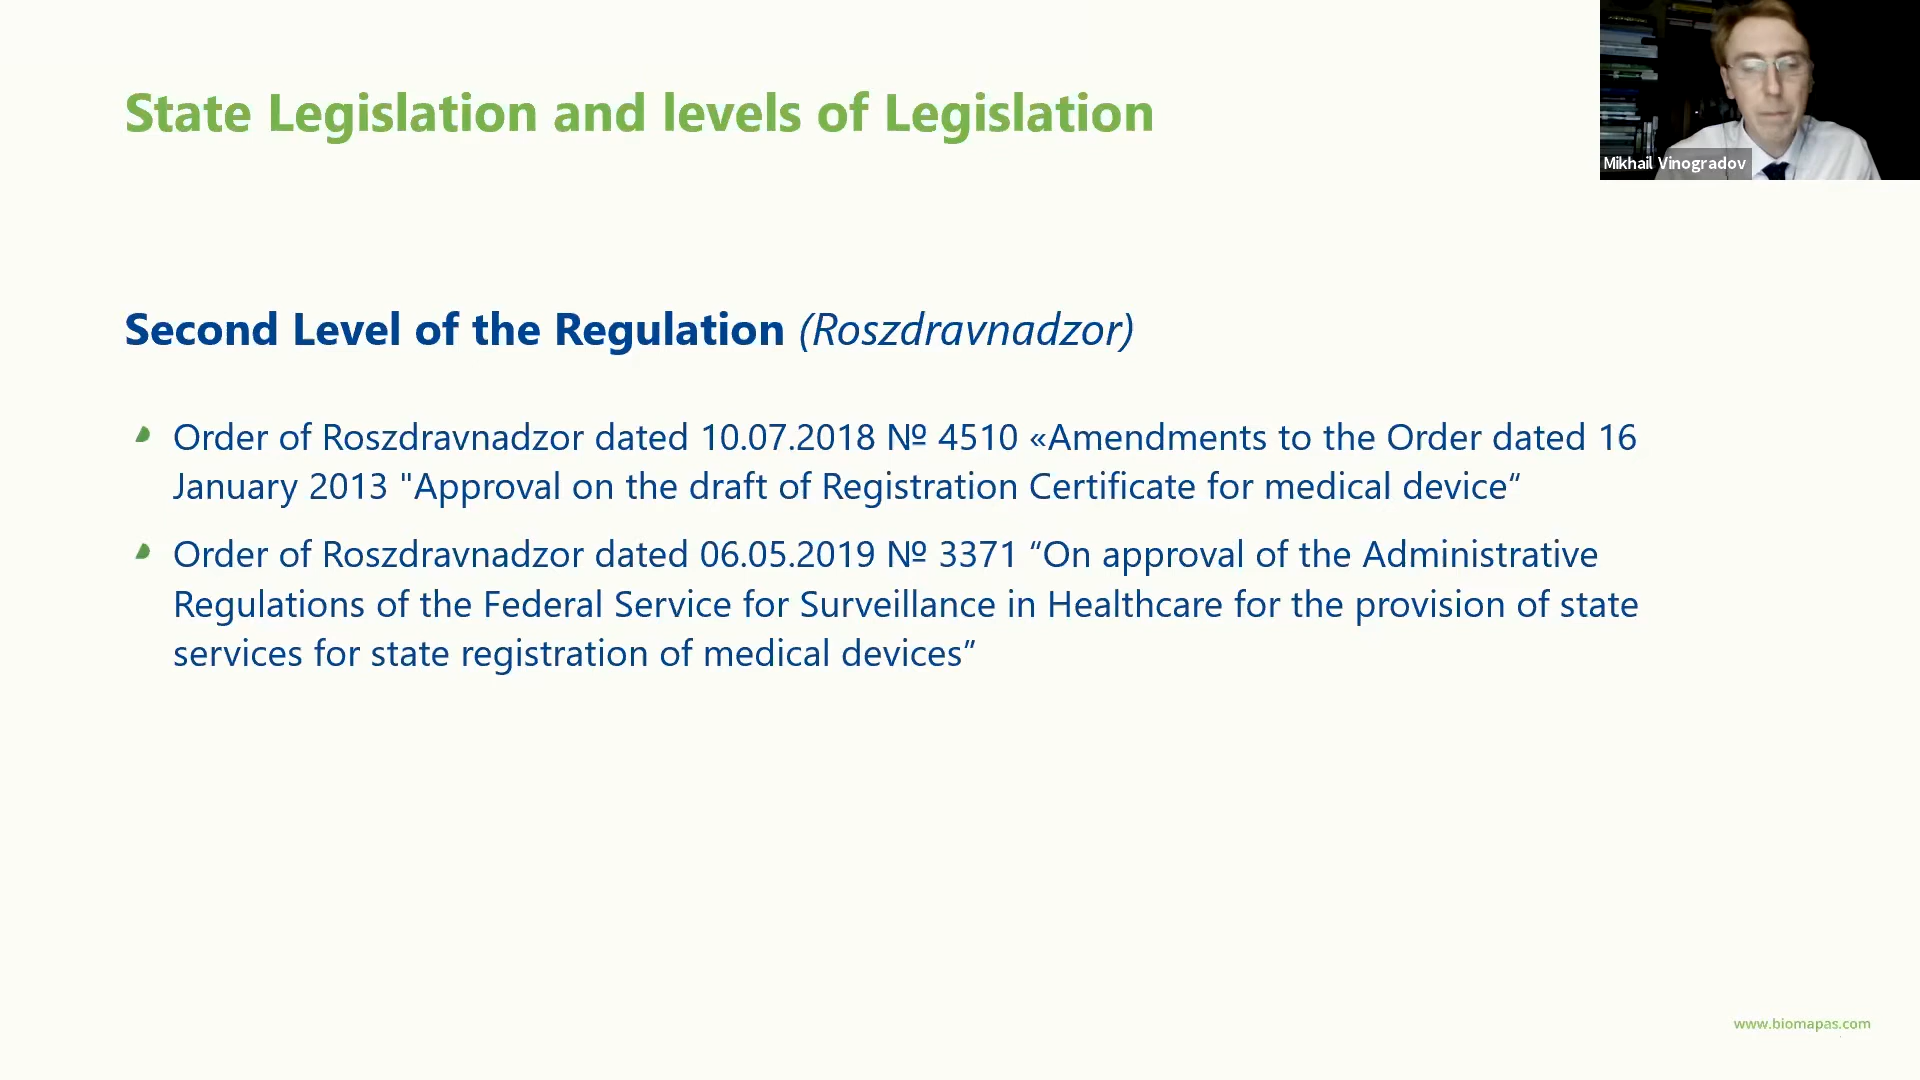 State Legislation and levels of Legislation
Mikhail Vinogradov
Second Level of the Regulation (Roszdravnadzor)
Order of Roszdravnadzor dated 10.07.2018 № 4510 «Amendments to the Order dated 16
January 2013 "Approval on the draft of Registration Certificate for medical device“
Order of Roszdravnadzor dated 06.05.2019 № 3371 “On approval of the Administrative
Regulations of the Federal Service for Surveillance in Healthcare for the provision of state
services for state registration of medical devices”
www.biomapas.com